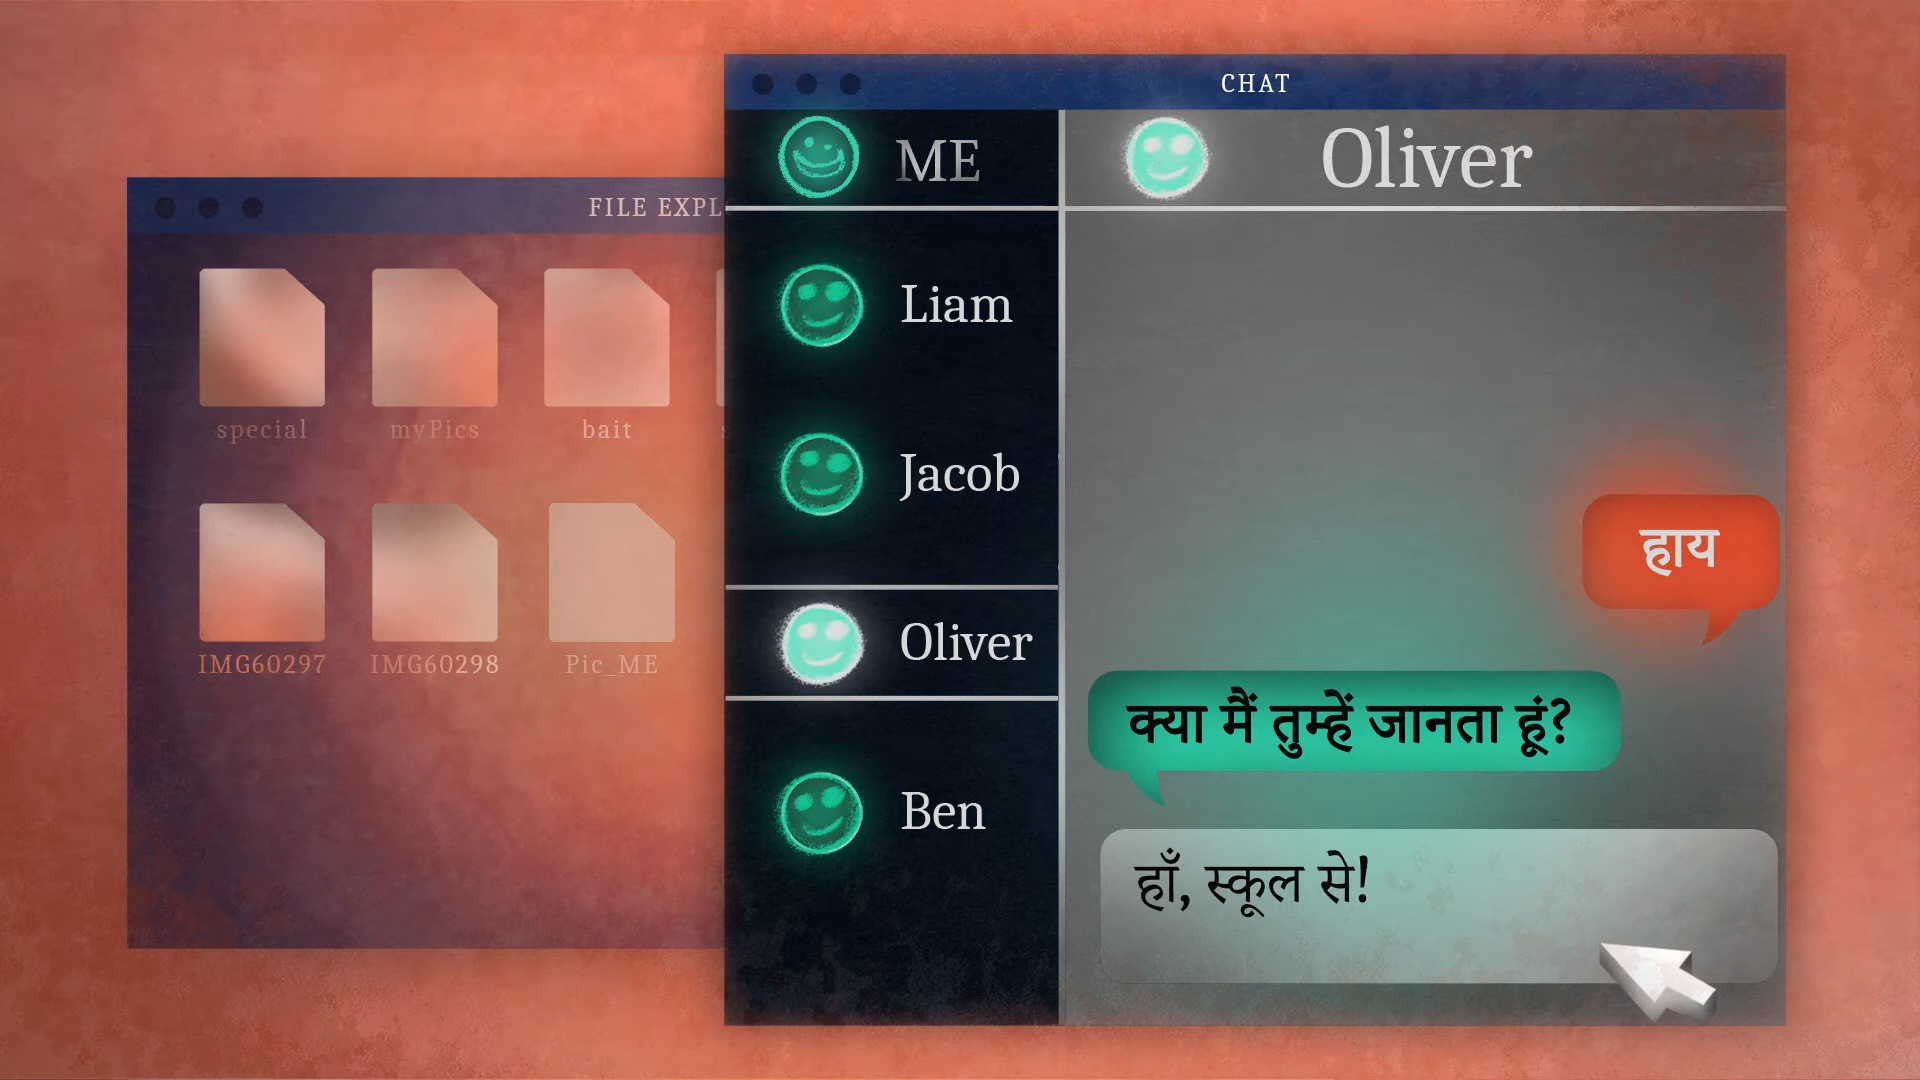 FILE EXPL
special
myPics
bait
IMG60297
IMG60298
Pic_ME
CHAT
ME
Liam
Jacob
Oliver
Ben
Oliver
हाय
क्या मैं तुम्हें जानता हूं?
हाँ, स्कूल से!